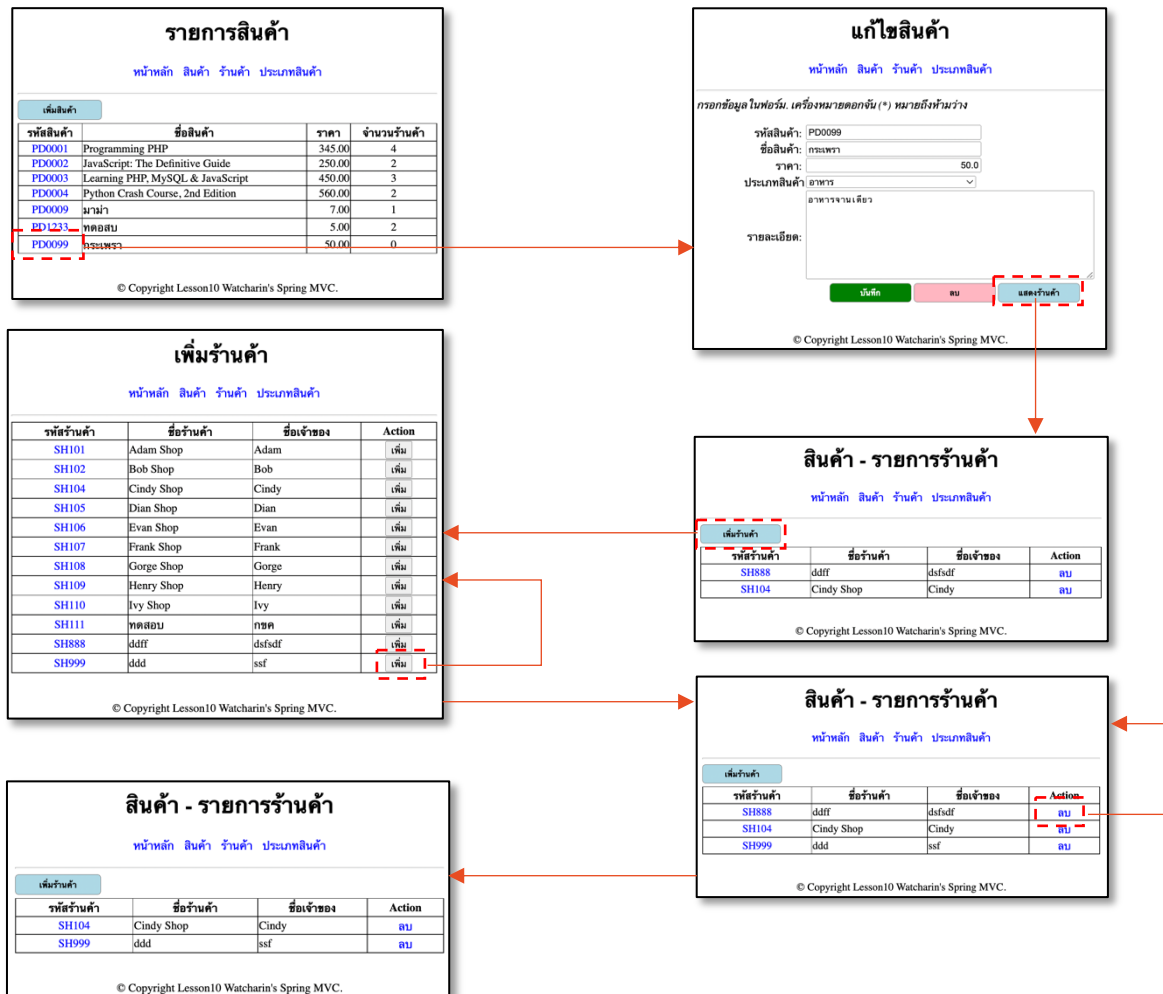 รายการสินค้า
หน้าหลัก สินค้า ร้านค้า ประเภทสินค้า
เพิ่มสินค้า
รหัสสินค้า ชื่อสินค้า ราคา จำนวนร้านค้า
PD0001 Programming PHP 345.00 4
PD0002 JavaScript: The Definitive Guide 250.00 2
PD0003 Learning PHP, MySQL & JavaScript 450.00 3
PD0004 Python Crash Course, 2nd Edition 560.00 2
PD0009 มาม่า 7.00 1
PD1233 ทดอสบ 5.00 2
PD0099 กระเพรา 50.00 0
© Copyright Lesson10 Watcharin's Spring MVC.
แก้ไขสินค้า
หน้าหลัก สินค้า ร้านค้า ประเภทสินค้า
กรอกข้อมูลในฟอร์ม. เครื่องหมายดอกจัน (*) หมายถึงห้ามว่าง
รหัสสินค้า: PD0099
ชื่อสินค้า: กระเพรา
ราคา: 50.0
ประเภทสินค้า อาหาร
รายละเอียด: อาหารจานเดียว
บันทึก ลบ แสดงร้านค้า
© Copyright Lesson10 Watcharin's Spring MVC.
เพิ่มร้านค้า
หน้าหลัก สินค้า ร้านค้า ประเภทสินค้า
รหัสร้านค้า ชื่อร้านค้า ชื่อเจ้าของ Action
SH101 Adam Shop Adam เพิ่ม
SH102 Bob Shop Bob เพิ่ม
SH104 Cindy Shop Cindy เพิ่ม
SH105 Dian Shop Dian เพิ่ม
SH106 Evan Shop Evan เพิ่ม
SH107 Frank Shop Frank เพิ่ม
SH108 Gorge Shop Gorge เพิ่ม
SH109 Henry Shop Henry เพิ่ม
SH110 Ivy Shop Ivy เพิ่ม
SH111 ทดสอบ กขค เพิ่ม
SH888 ddff dsfsdf เพิ่ม
SH999 ddd ssf เพิ่ม
© Copyright Lesson10 Watcharin's Spring MVC.
สินค้า - รายการร้านค้า
หน้าหลัก สินค้า ร้านค้า ประเภทสินค้า
เพิ่มร้านค้า
รหัสร้านค้า ชื่อร้านค้า ชื่อเจ้าของ Action
SH888 ddff dsfsdf ลบ
SH104 Cindy Shop Cindy ลบ
© Copyright Lesson10 Watcharin's Spring MVC.
สินค้า - รายการร้านค้า
หน้าหลัก สินค้า ร้านค้า ประเภทสินค้า
เพิ่มร้านค้า
รหัสร้านค้า ชื่อร้านค้า ชื่อเจ้าของ Action
SH888 ddff dsfsdf ลบ
SH104 Cindy Shop Cindy ลบ
SH999 ddd ssf ลบ
© Copyright Lesson10 Watcharin's Spring MVC.
สินค้า - รายการร้านค้า
หน้าหลัก สินค้า ร้านค้า ประเภทสินค้า
เพิ่มร้านค้า
รหัสร้านค้า ชื่อร้านค้า ชื่อเจ้าของ Action
SH104 Cindy Shop Cindy ลบ
SH999 ddd ssf ลบ
© Copyright Lesson10 Watcharin's Spring MVC.